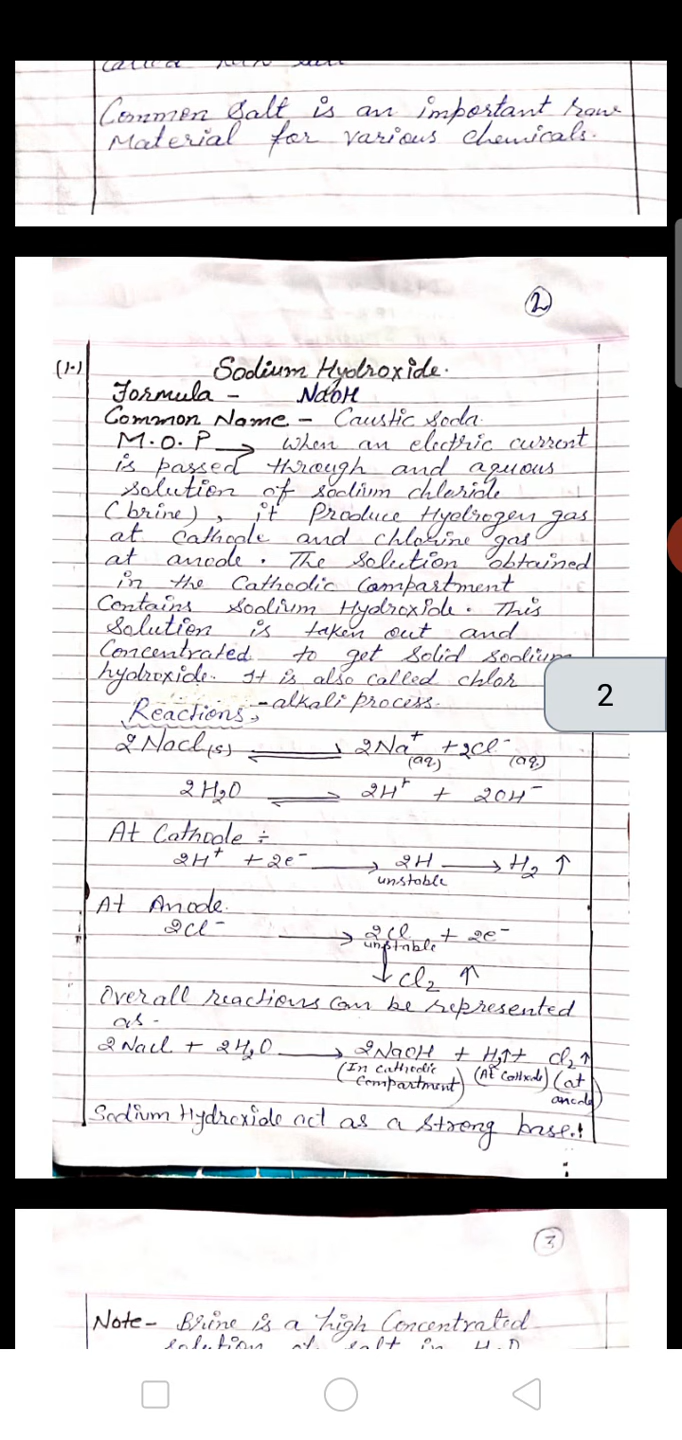 Common Salt is an important raw
Material for various chemicals.
2
(1.) Sodium Hydroxide.
Formula - NaOH
Common Name - Caustic Soda.
M.O.P → When an electric current
is passed through and aquous
solution of sodium chloride
(brine), it Produce Hydrogen gas
at cathode and chlorine gas
at anode. The Solution obtained
in the Cathodic Compartment
Contains sodium Hydroxide. This
Solution is taken out and
Concentrated to get Solid sodium
hydroxide. It is also called chlor
-alkali process.
2
Reactions,
2NaCl(s) ⇌ 2Na⁺(aq) + 2Cl⁻(aq)
2H₂O ⇌ 2H⁺ + 2OH⁻
At Cathode ÷
2H⁺ + 2e⁻ → 2H → H₂ ↑
unstable
At Anode.
2Cl⁻ → 2Cl + 2e⁻
unstable
↓ Cl₂ ↑
Overall reactions can be represented
as -
2NaCl + 2H₂O → 2NaOH + H₂↑ + Cl₂↑
(In cathodic compartment) (At Cathode) (at anode)
Sodium Hydroxide act as a strong base.
3
Note - Brine is a high Concentrated
solution of salt in H₂O